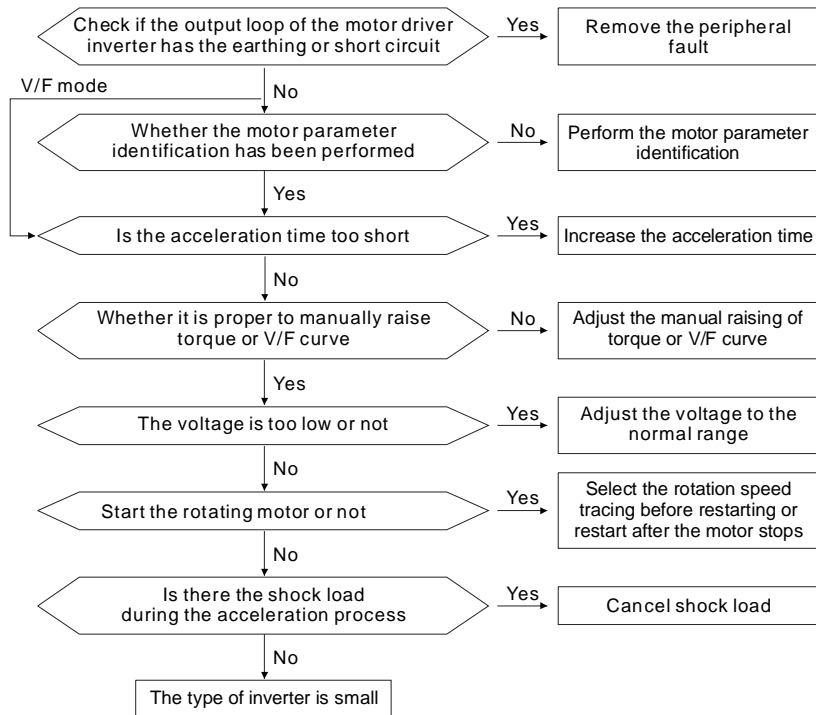 Check if the output loop of the motor driver
inverter has the earthing or short circuit
Yes
Remove the peripheral
fault
V/F mode
No
Whether the motor parameter
identification has been performed
No
Perform the motor parameter
identification
Yes
Is the acceleration time too short
Yes
Increase the acceleration time
No
Whether it is proper to manually raise
torque or V/F curve
No
Adjust the manual raising of
torque or V/F curve
Yes
The voltage is too low or not
Yes
Adjust the voltage to the
normal range
No
Start the rotating motor or not
Yes
Select the rotation speed
tracing before restarting or
restart after the motor stops
No
Is there the shock load
during the acceleration process
Yes
Cancel shock load
No
The type of inverter is small